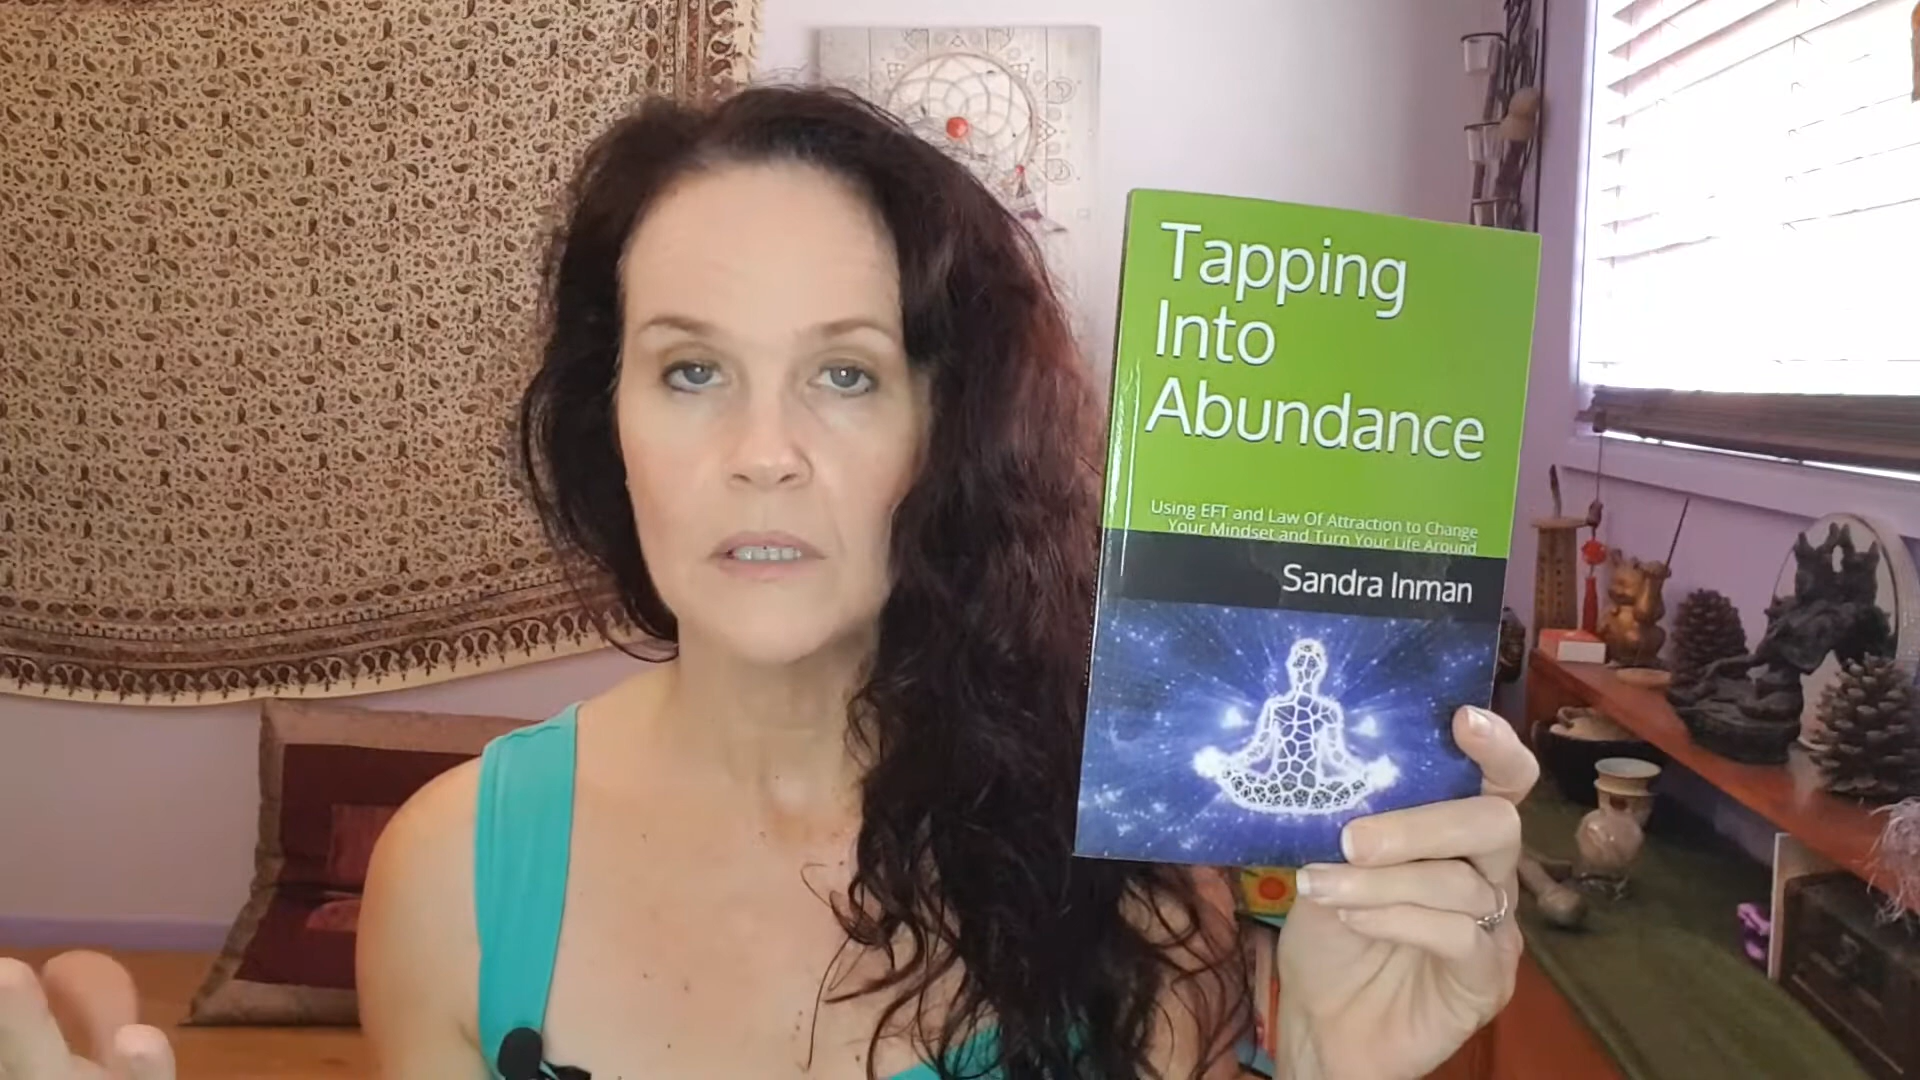 Tapping
Into
Abundance
Using EFT and Law Of Attraction to Change
Your Mindset and Turn Your Life Around
Sandra Inman